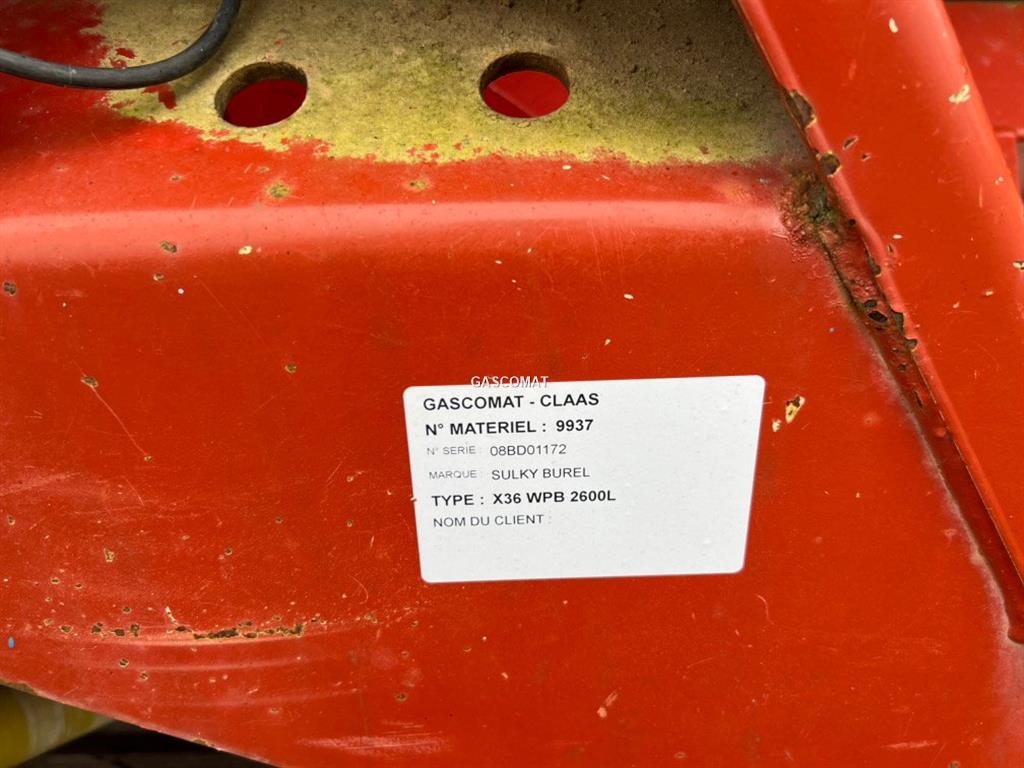 GASCOMAT
GASCOMAT - CLAAS
N° MATERIEL : 9937
N° SERIE : 08BD01172
MARQUE : SULKY BUREL
TYPE : X36 WPB 2600L
NOM DU CLIENT :